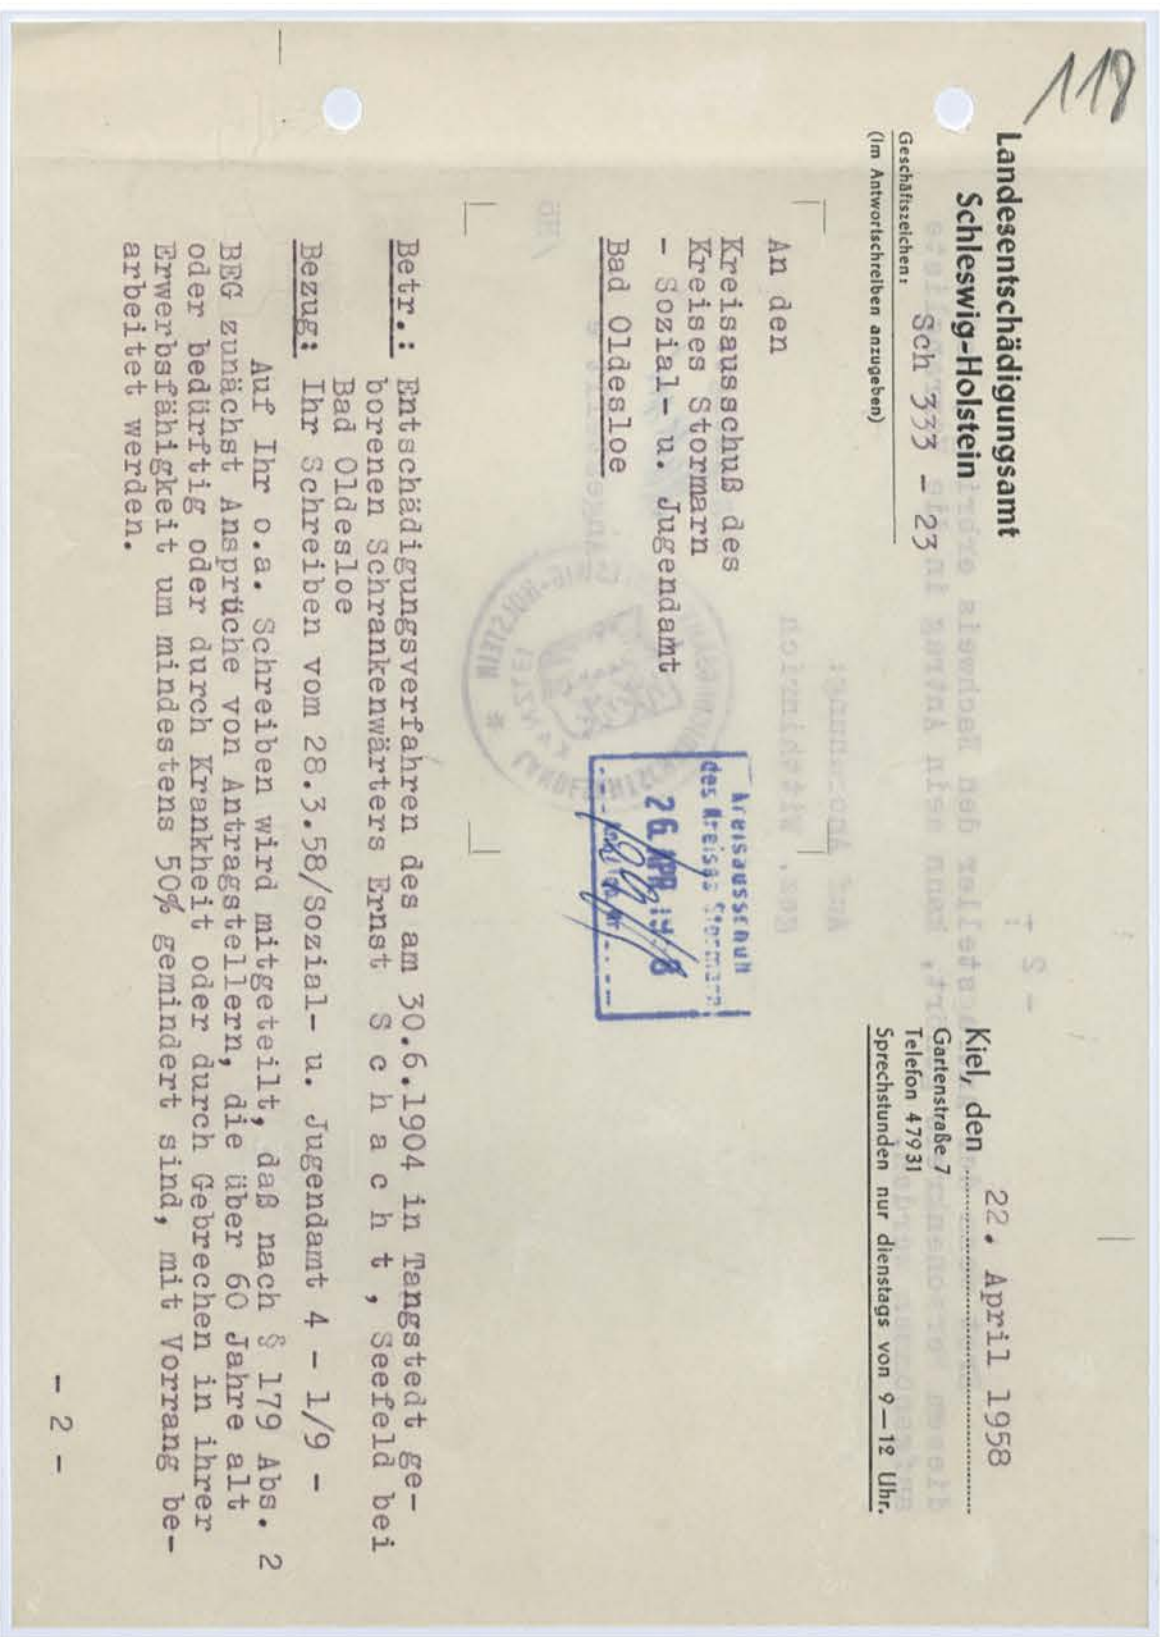 118
Landesentschädigungsamt
Schleswig-Holstein
Geschäftszeichen: Sch 333 - 23
(Im Antwortschreiben anzugeben)
Kiel, den 22. April 1958
Gartenstraße 7
Telefon 47931
Sprechstunden nur dienstags von 9—12 Uhr.
An den
Kreisausschuß des
Kreises Stormarn
- Sozial- u. Jugendamt
Bad Oldesloe
Kreisausschuß
des Kreises Stormarn
26. APR. 1958
Betr.: Entschädigungsverfahren des am 30.6.1904 in Tangstedt ge-
borenen Schrankenwärters Ernst S c h a c h t , Seefeld bei
Bad Oldesloe
Bezug: Ihr Schreiben vom 28.3.58/Sozial- u. Jugendamt 4 - 1/9 -
Auf Ihr o.a. Schreiben wird mitgeteilt, daß nach § 179 Abs. 2
BEG zunächst Ansprüche von Antragstellern, die über 60 Jahre alt
oder bedürftig oder durch Krankheit oder durch Gebrechen in ihrer
Erwerbsfähigkeit um mindestens 50% gemindert sind, mit Vorrang be-
arbeitet werden.
- 2 -